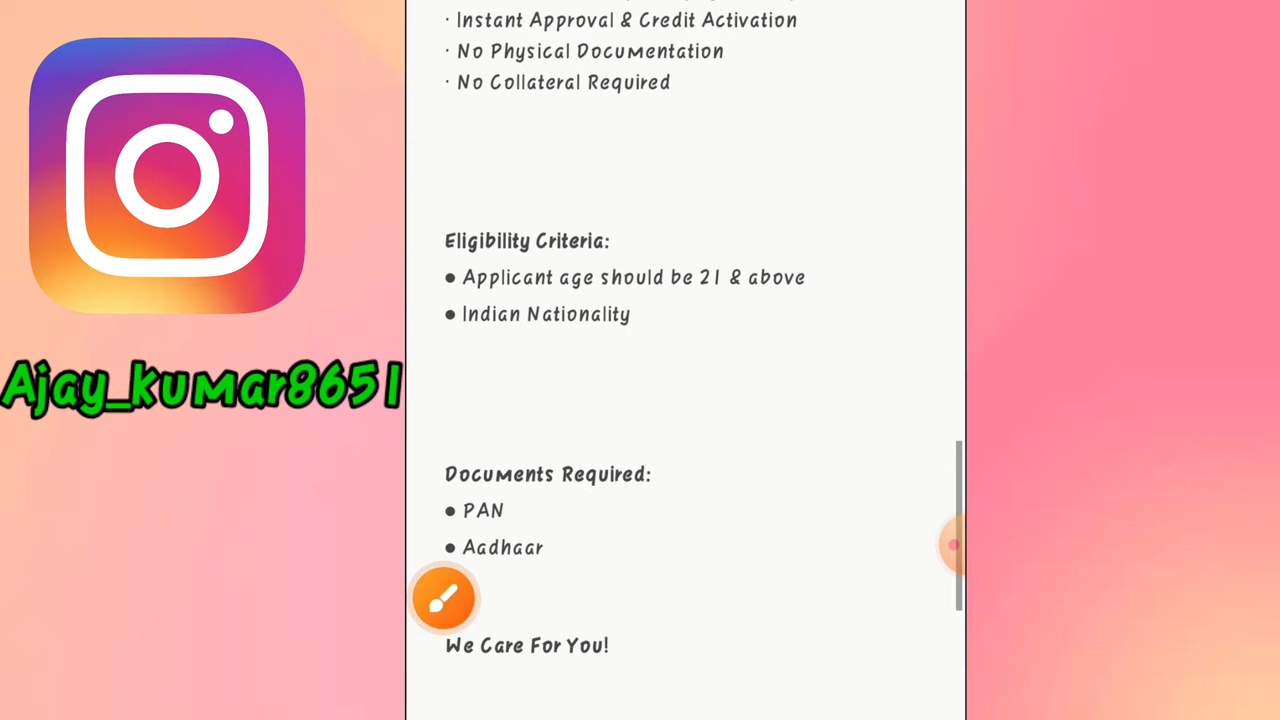 · Instant Approval & Credit Activation
· No Physical Documentation
· No Collateral Required
Eligibility Criteria:
● Applicant age should be 21 & above
● Indian Nationality
Ajay_kumar8651
Documents Required:
● PAN
● Aadhaar
We Care For You!